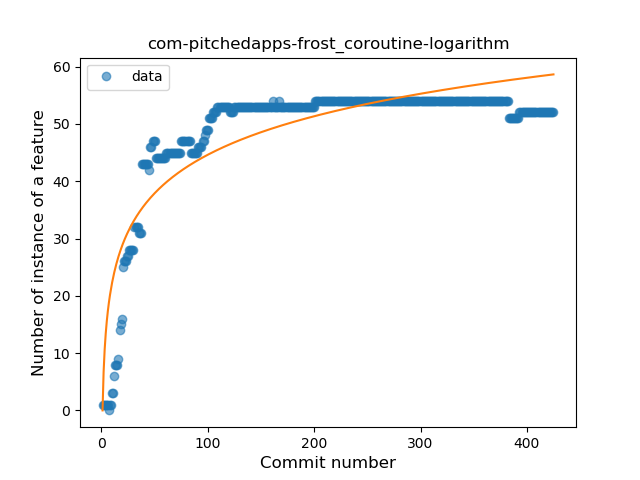 com-pitchedapps-frost_coroutine-logarithm
data
Number of instance of a feature
60
50
40
30
20
10
0
0 100 200 300 400
Commit number